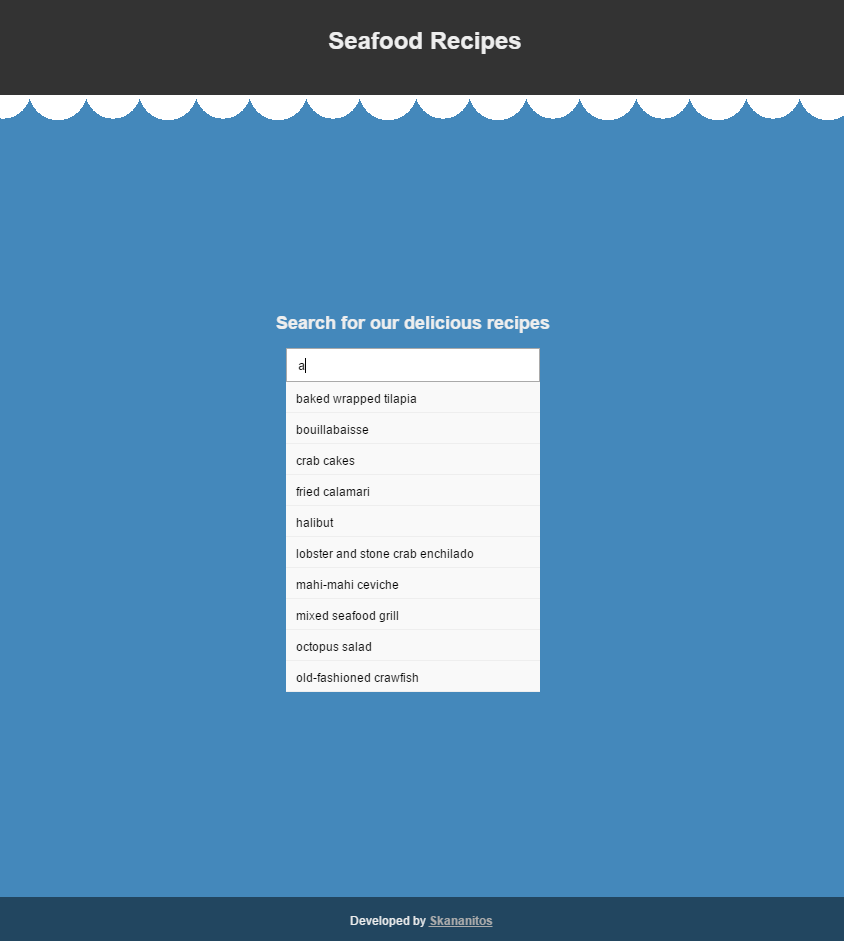 Seafood Recipes
Search for our delicious recipes
a
baked wrapped tilapia
bouillabaisse
crab cakes
fried calamari
halibut
lobster and stone crab enchilado
mahi-mahi ceviche
mixed seafood grill
octopus salad
old-fashioned crawfish
Developed by Skananitos